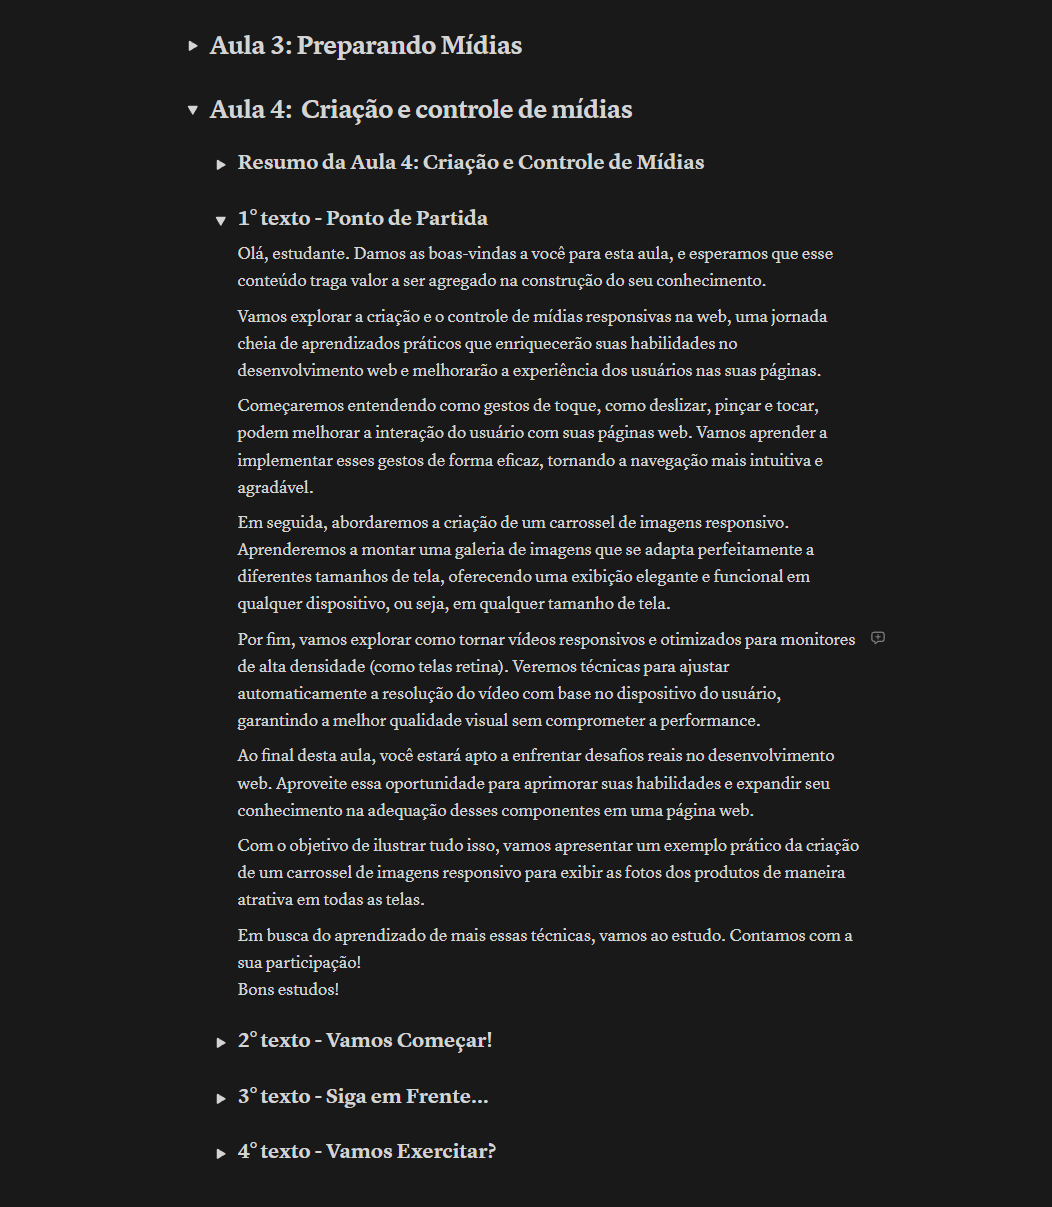 Aula 3: Preparando Mídias
Aula 4: Criação e controle de mídias
Resumo da Aula 4: Criação e Controle de Mídias
1º texto - Ponto de Partida
Olá, estudante. Damos as boas-vindas a você para esta aula, e esperamos que esse
conteúdo traga valor a ser agregado na construção do seu conhecimento.
Vamos explorar a criação e o controle de mídias responsivas na web, uma jornada
cheia de aprendizados práticos que enriquecerão suas habilidades no
desenvolvimento web e melhorarão a experiência dos usuários nas suas páginas.
Começaremos entendendo como gestos de toque, como deslizar, pinçar e tocar,
podem melhorar a interação do usuário com suas páginas web. Vamos aprender a
implementar esses gestos de forma eficaz, tornando a navegação mais intuitiva e
agradável.
Em seguida, abordaremos a criação de um carrossel de imagens responsivo.
Aprenderemos a montar uma galeria de imagens que se adapta perfeitamente a
diferentes tamanhos de tela, oferecendo uma exibição elegante e funcional em
qualquer dispositivo, ou seja, em qualquer tamanho de tela.
Por fim, vamos explorar como tornar vídeos responsivos e otimizados para monitores
de alta densidade (como telas retina). Veremos técnicas para ajustar
automaticamente a resolução do vídeo com base no dispositivo do usuário,
garantindo a melhor qualidade visual sem comprometer a performance.
Ao final desta aula, você estará apto a enfrentar desafios reais no desenvolvimento
web. Aproveite essa oportunidade para aprimorar suas habilidades e expandir seu
conhecimento na adequação desses componentes em uma página web.
Com o objetivo de ilustrar tudo isso, vamos apresentar um exemplo prático da criação
de um carrossel de imagens responsivo para exibir as fotos dos produtos de maneira
atrativa em todas as telas.
Em busca do aprendizado de mais essas técnicas, vamos ao estudo. Contamos com a
sua participação!
Bons estudos!
2º texto - Vamos Começar!
3º texto - Siga em Frente...
4º texto - Vamos Exercitar?